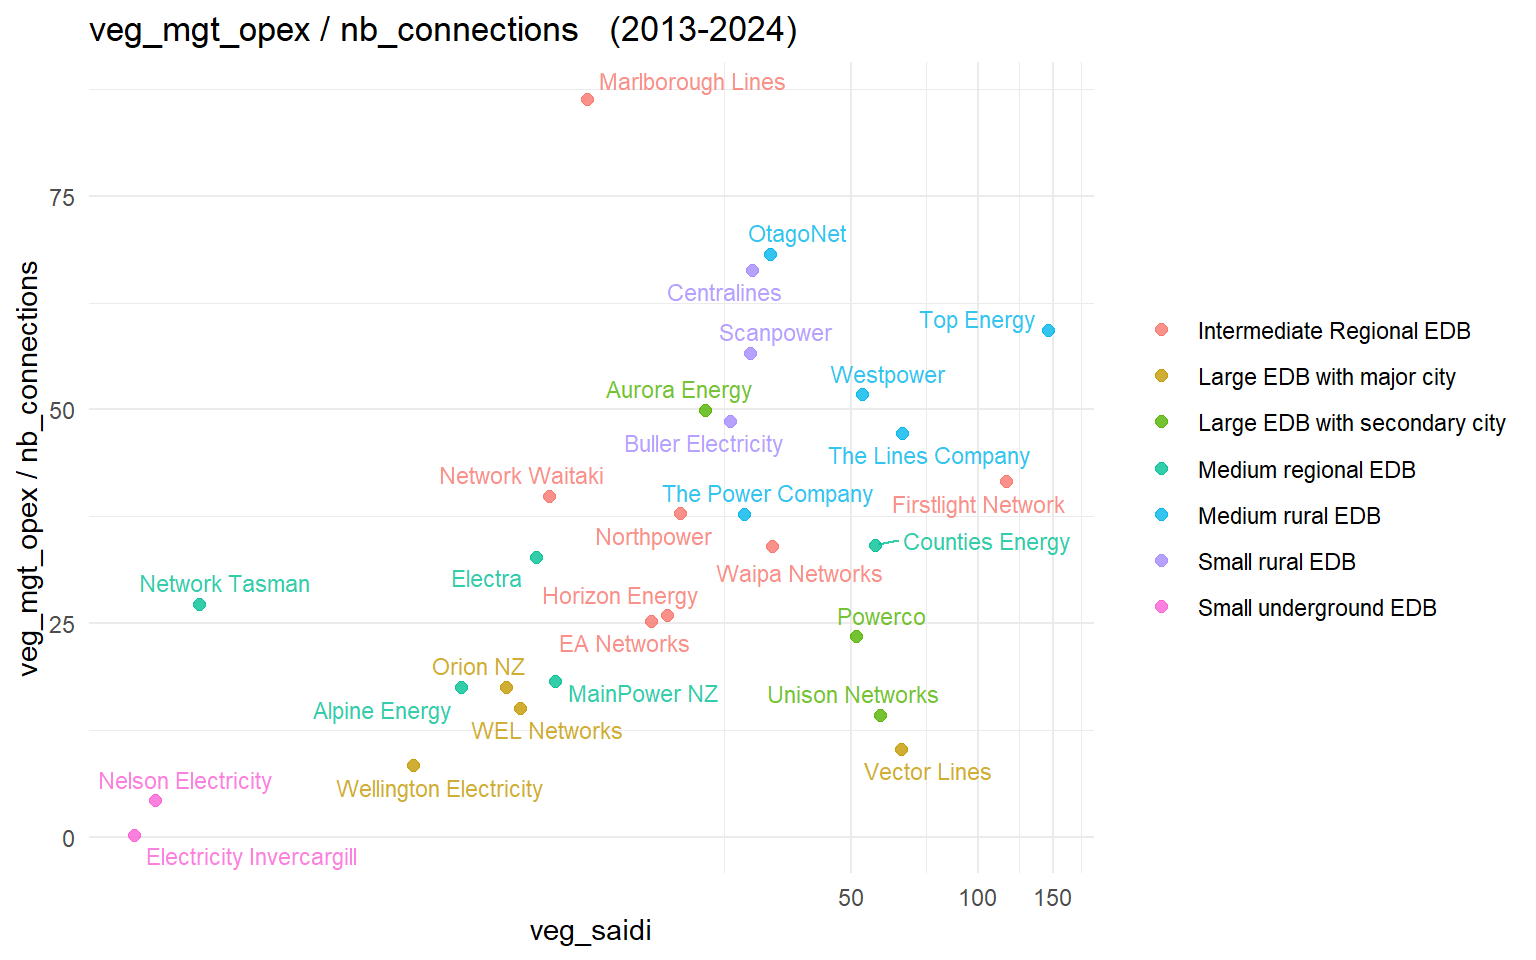 veg_mgt_opex / nb_connections   (2013-2024)
veg_mgt_opex / nb_connections
75
50
25
0
Marlborough Lines
OtagoNet
Centralines
Top Energy
Scanpower
Westpower
Aurora Energy
Buller Electricity
The Lines Company
Network Waitaki
The Power Company
Firstlight Network
Northpower
Counties Energy
Waipa Networks
Electra
Network Tasman
Horizon Energy
Powerco
EA Networks
Orion NZ
MainPower NZ
Unison Networks
Alpine Energy
WEL Networks
Vector Lines
Nelson Electricity
Wellington Electricity
Electricity Invercargill
50
100
150
veg_saidi
Intermediate Regional EDB
Large EDB with major city
Large EDB with secondary city
Medium regional EDB
Medium rural EDB
Small rural EDB
Small underground EDB